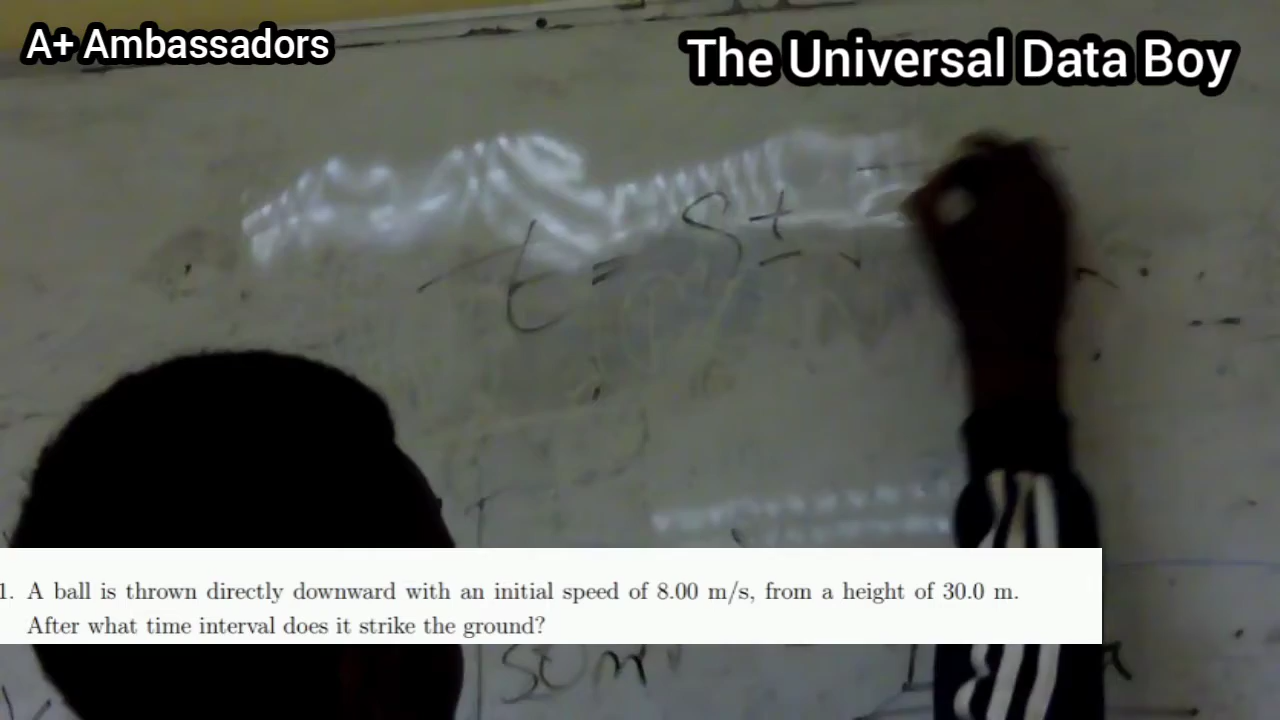 A+ Ambassadors
The Universal Data Boy
t =
1. A ball is thrown directly downward with an initial speed of 8.00 m/s, from a height of 30.0 m.
After what time interval does it strike the ground?